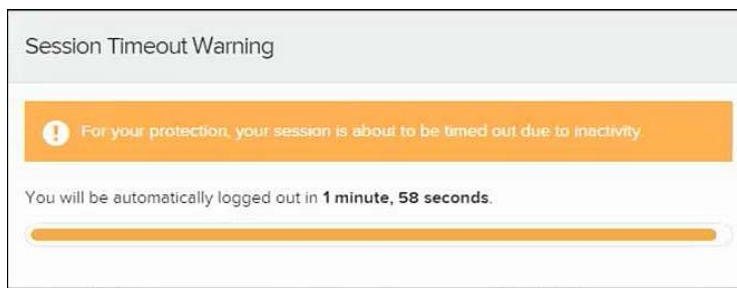 Session Timeout Warning
For your protection, your session is about to be timed out due to inactivity.
You will be automatically logged out in 1 minute, 58 seconds.